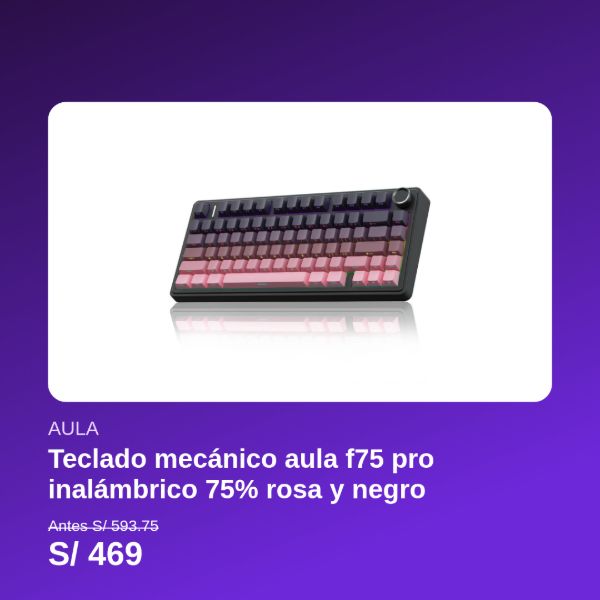 AULA
Teclado mecánico aula f75 pro
inalámbrico 75% rosa y negro
Antes S/ 593.75
S/ 469